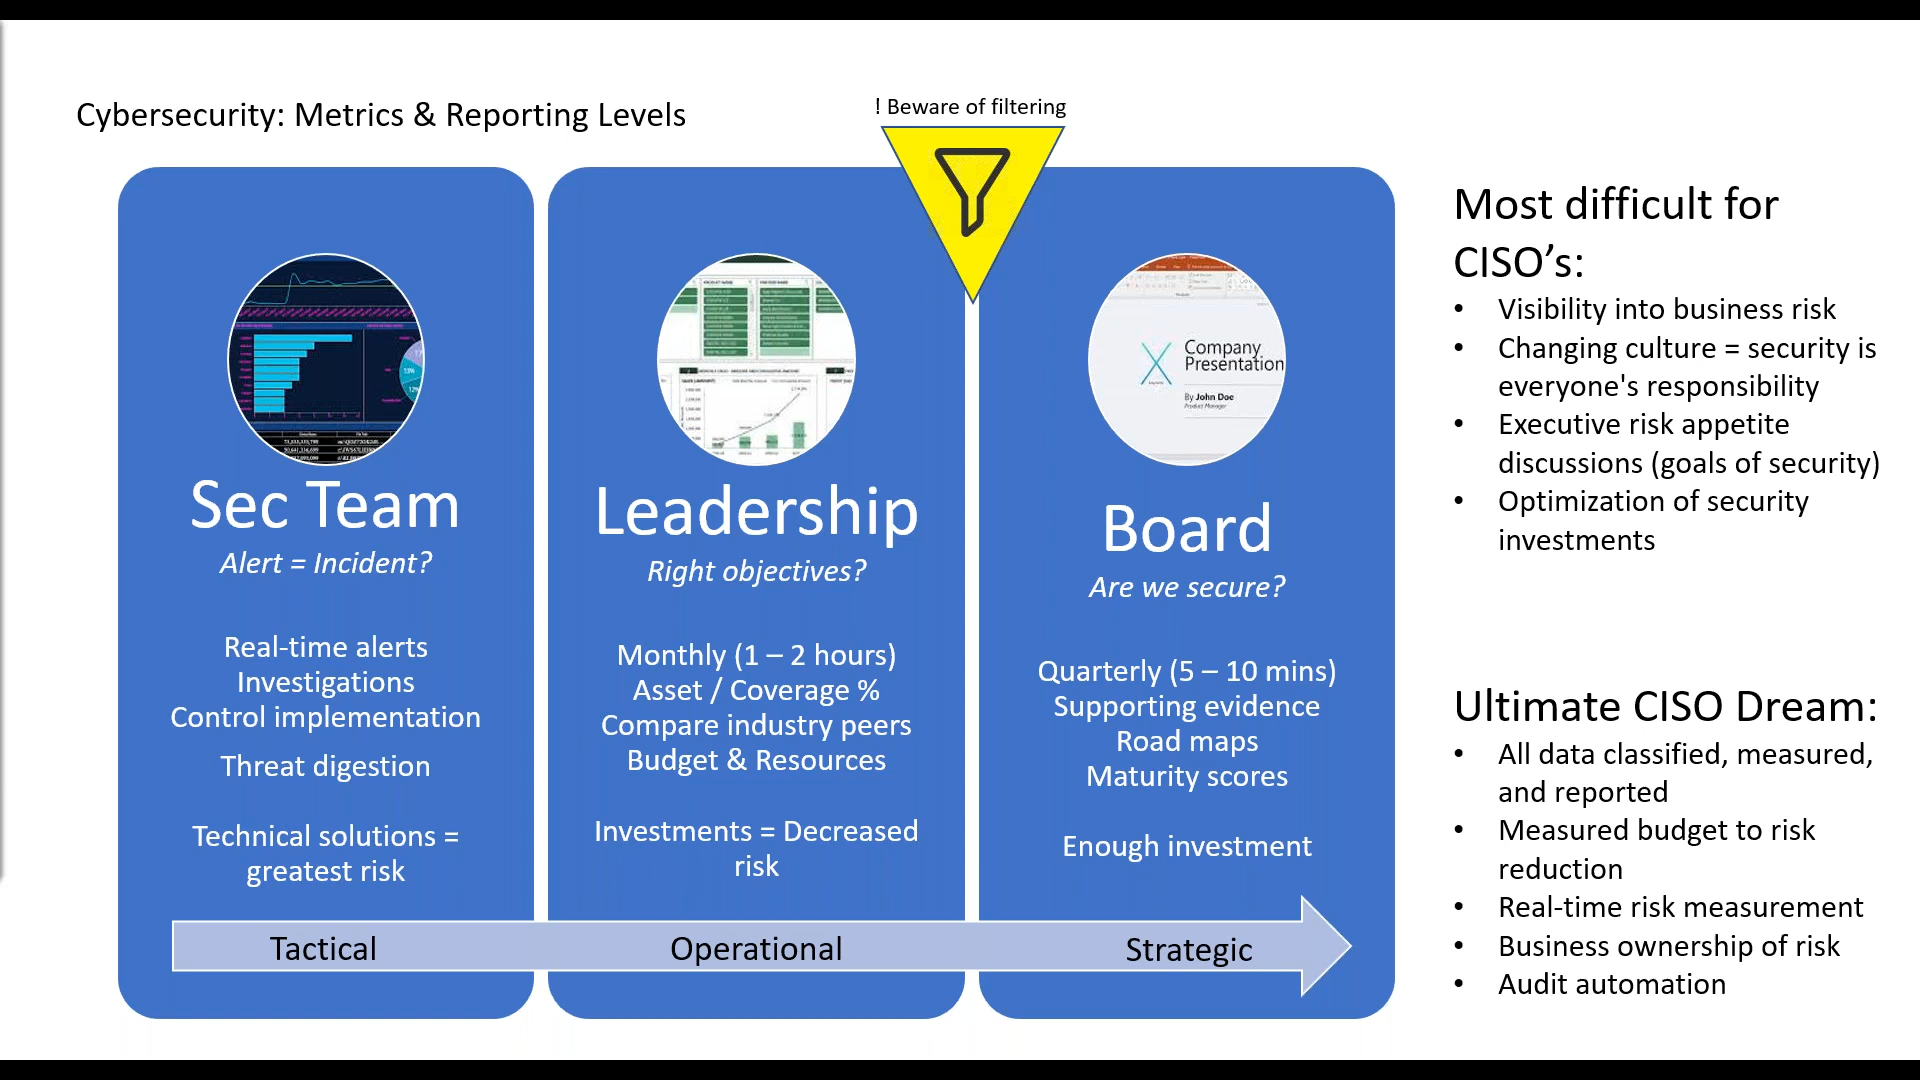 Cybersecurity: Metrics & Reporting Levels
! Beware of filtering
Sec Team
Alert = Incident?
Real-time alerts
Investigations
Control implementation
Threat digestion
Technical solutions =
greatest risk
Tactical
Leadership
Right objectives?
Monthly (1 – 2 hours)
Asset / Coverage %
Compare industry peers
Budget & Resources
Investments = Decreased
risk
Operational
Company
Presentation
By John Doe
Product Manager
Board
Are we secure?
Quarterly (5 – 10 mins)
Supporting evidence
Road maps
Maturity scores
Enough investment
Strategic
Most difficult for
CISO’s:
• Visibility into business risk
• Changing culture = security is
everyone's responsibility
• Executive risk appetite
discussions (goals of security)
• Optimization of security
investments
Ultimate CISO Dream:
• All data classified, measured,
and reported
• Measured budget to risk
reduction
• Real-time risk measurement
• Business ownership of risk
• Audit automation